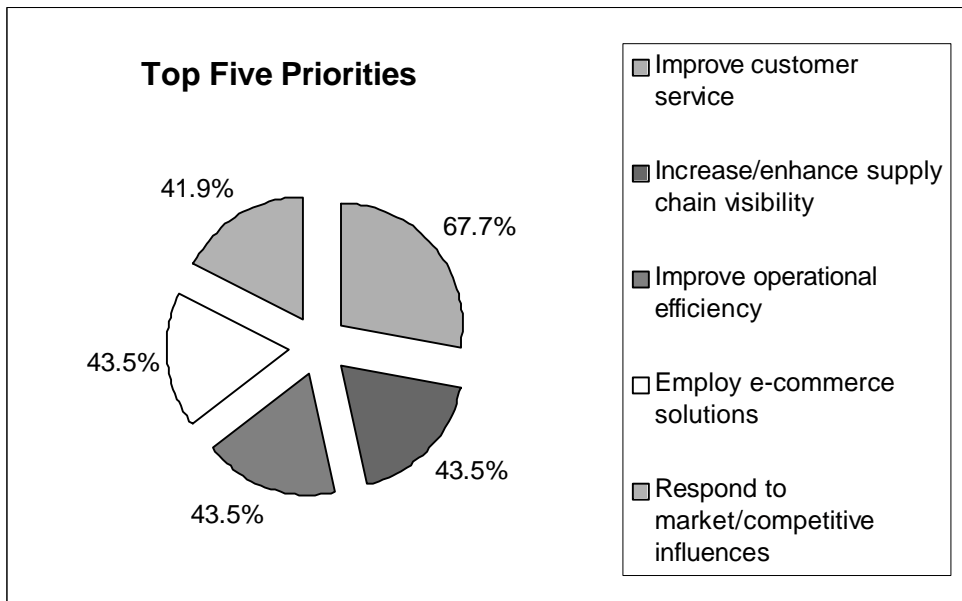 Top Five Priorities
41.9%
67.7%
43.5%
43.5%
43.5%
Improve customer
service
Increase/enhance supply
chain visibility
Improve operational
efficiency
Employ e-commerce
solutions
Respond to
market/competitive
influences